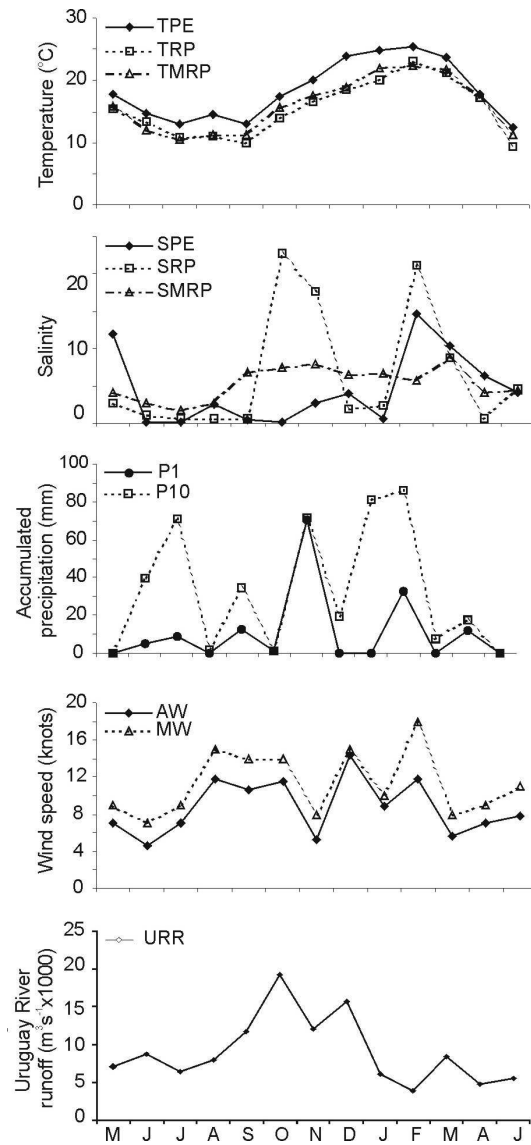 30
20
10
0
Temperature (°C)
TPE
TRP
TMRP
20
10
0
Salinity
SPE
SRP
SMRP
100
80
60
40
20
0
Accumulated
precipitation (mm)
P1
P10
20
16
12
8
4
0
Wind speed (knots)
AW
MW
25
20
15
10
5
0
Uruguay River
runoff (m³s⁻¹x1000)
URR
M J J A S O N D J F M A J